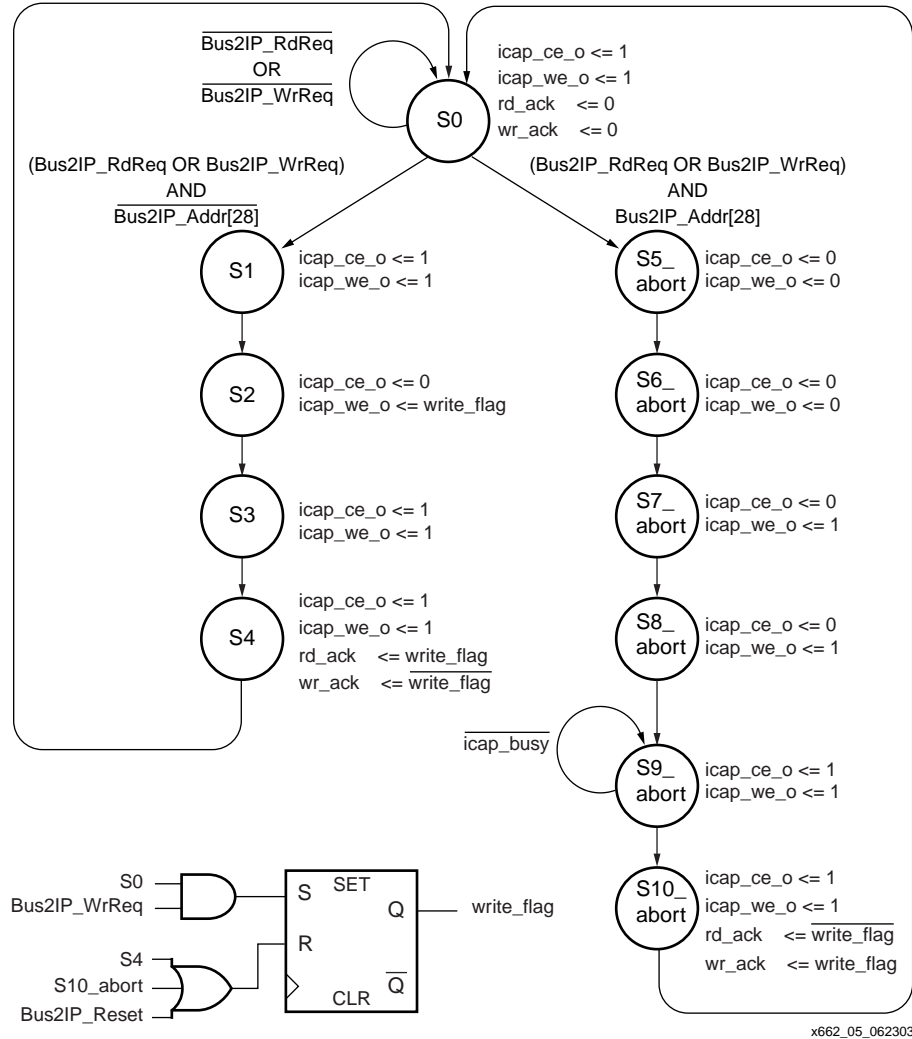 Bus2IP_RdReq
OR
Bus2IP_WrReq
S0
icap_ce_o <= 1
icap_we_o <= 1
rd_ack <= 0
wr_ack <= 0
(Bus2IP_RdReq OR Bus2IP_WrReq)
AND
Bus2IP_Addr[28]
(Bus2IP_RdReq OR Bus2IP_WrReq)
AND
Bus2IP_Addr[28]
S1
icap_ce_o <= 1
icap_we_o <= 1
S2
icap_ce_o <= 0
icap_we_o <= write_flag
S3
icap_ce_o <= 1
icap_we_o <= 1
S4
icap_ce_o <= 1
icap_we_o <= 1
rd_ack <= write_flag
wr_ack <= write_flag
S5_
abort
icap_ce_o <= 0
icap_we_o <= 0
S6_
abort
icap_ce_o <= 0
icap_we_o <= 0
S7_
abort
icap_ce_o <= 0
icap_we_o <= 1
S8_
abort
icap_ce_o <= 0
icap_we_o <= 1
icap_busy
S9_
abort
icap_ce_o <= 1
icap_we_o <= 1
S10_
abort
icap_ce_o <= 1
icap_we_o <= 1
rd_ack <= write_flag
wr_ack <= write_flag
S0
Bus2IP_WrReq
S4
S10_abort
Bus2IP_Reset
S
SET
Q
R
Q
CLR
write_flag
x662_05_062303